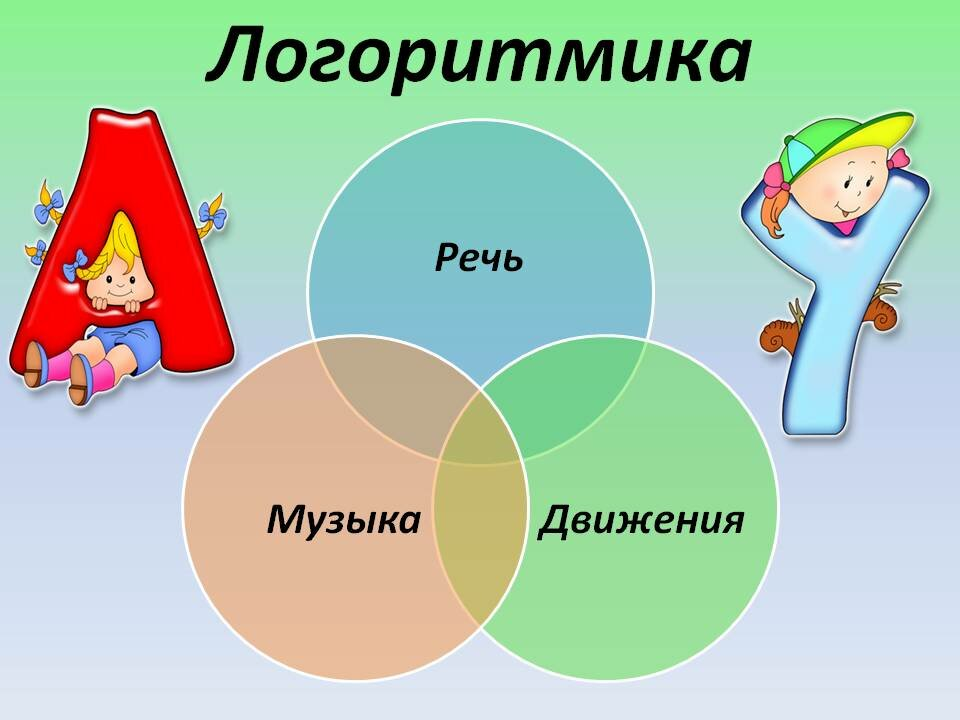 Логоритмика
А
У
Речь
Музыка
Движения